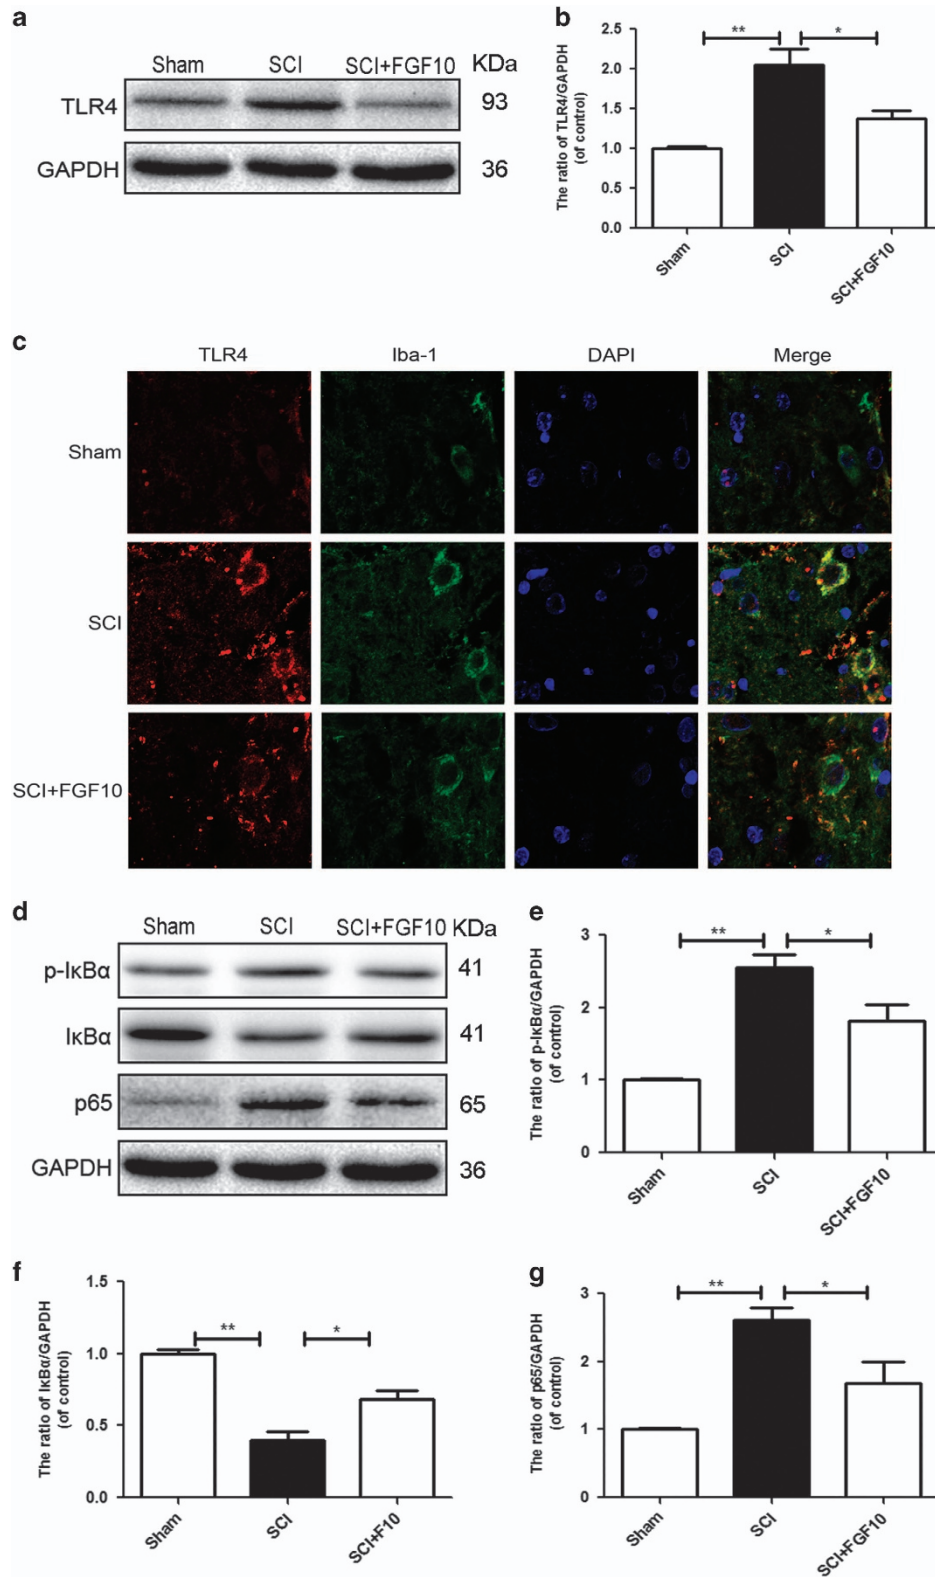 a
Sham SCI SCI+FGF10 KDa
TLR4 93
GAPDH 36
b
The ratio of TLR4/GAPDH
(of control)
2.5
2.0
1.5
1.0
0.5
0.0
** *
Sham SCI SCI+FGF10
c
TLR4 Iba-1 DAPI Merge
Sham
SCI
SCI+FGF10
d
Sham SCI SCI+FGF10 KDa
p-IκBα 41
IκBα 41
p65 65
GAPDH 36
e
The ratio of p-IκBα/GAPDH
(of control)
3
2
1
0
** *
Sham SCI SCI+FGF10
f
The ratio of IκBα/GAPDH
(of control)
1.5
1.0
0.5
0.0
** *
Sham SCI SCI+F10
g
The ratio of p65/GAPDH
(of control)
3
2
1
0
** *
Sham SCI SCI+FGF10